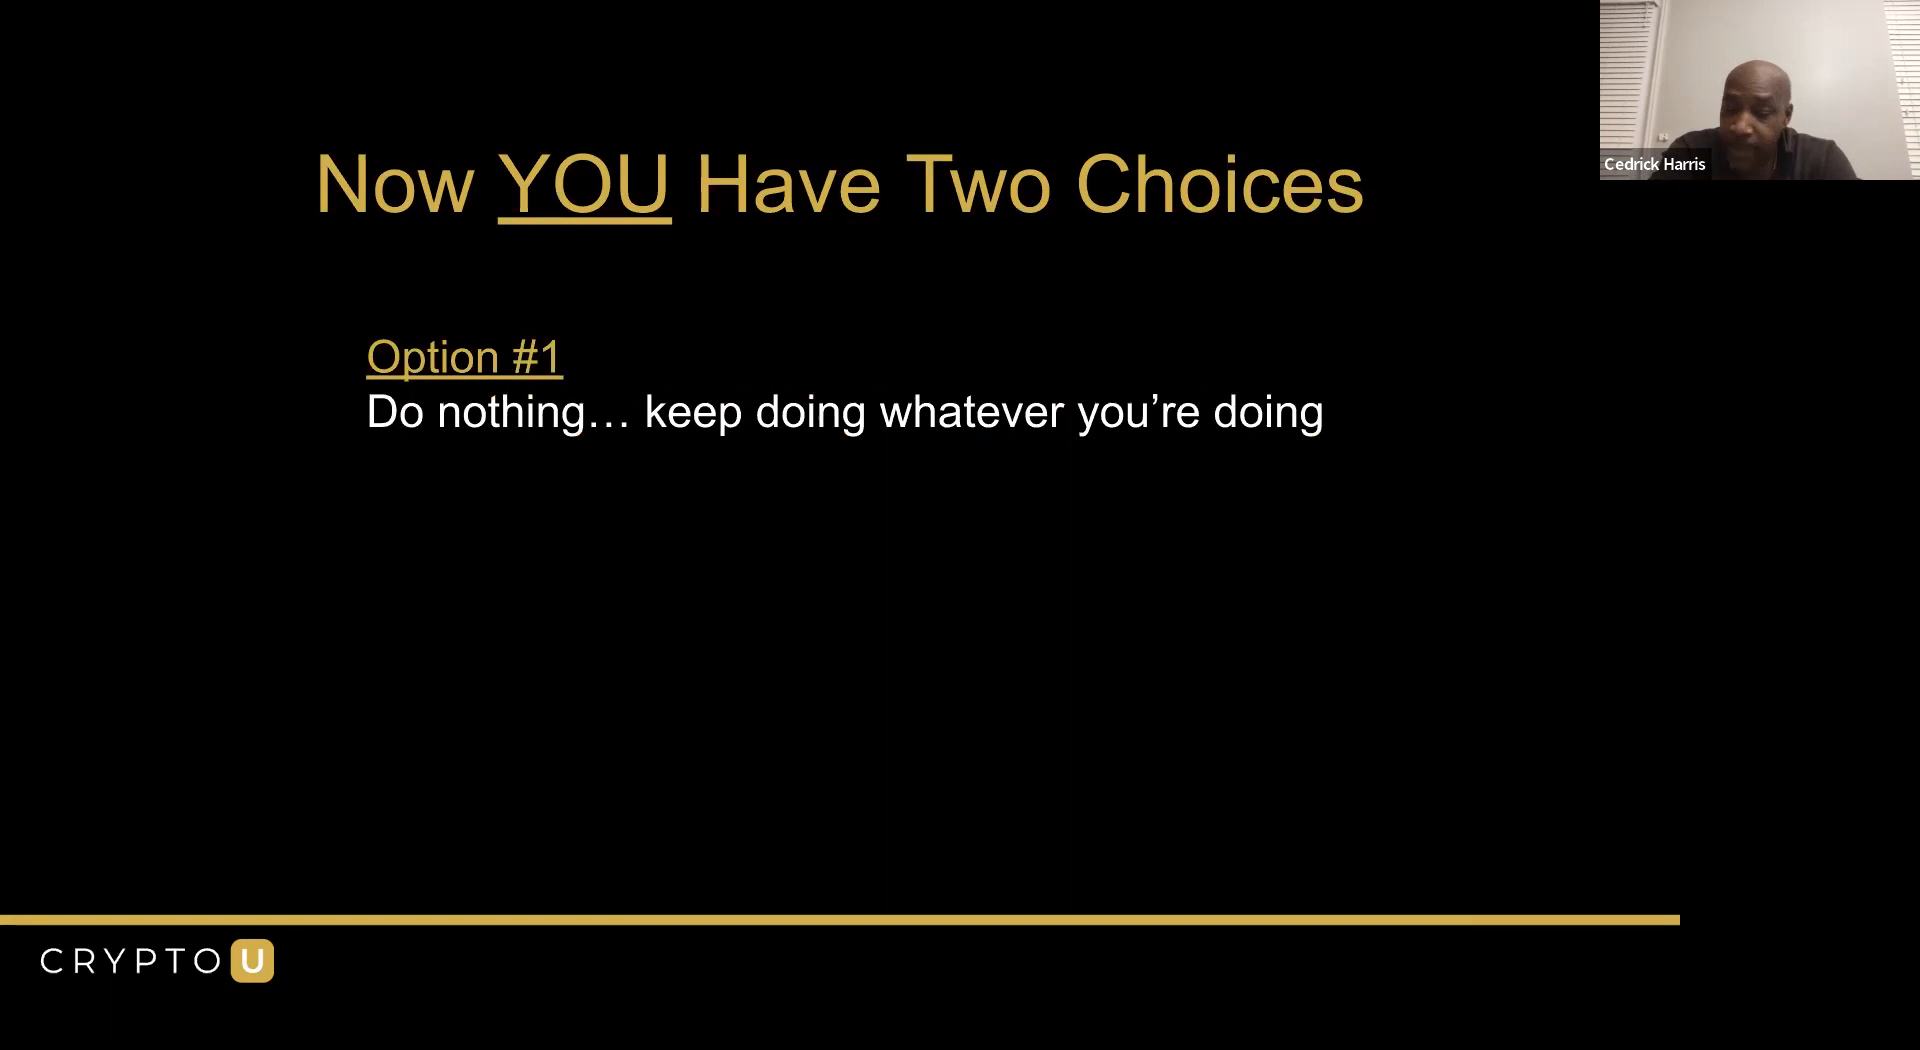 Now YOU Have Two Choices
Cedrick Harris
Option #1
Do nothing… keep doing whatever you’re doing
CRYPTO U